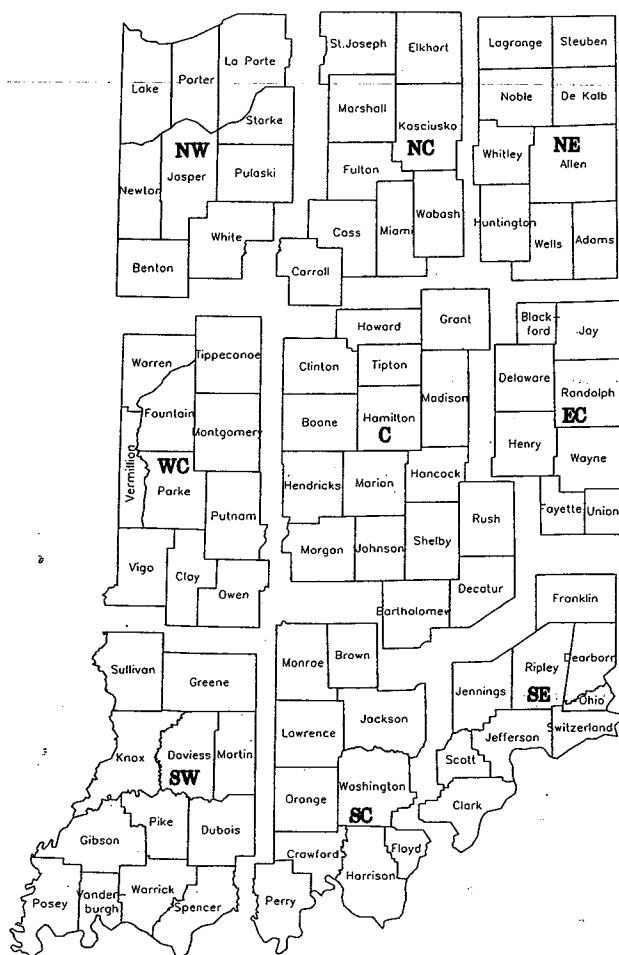 La Porte
Lake
Porter
Starke
NW
Jasper
Newton
Pulaski
White
Benton
St.Joseph
Elkhart
Marshall
Kosciusko
NC
Fulton
Wabash
Miami
Cass
Carroll
Lagrange
Steuben
Noble
De Kalb
NE
Whitley
Allen
Huntington
Wells
Adams
Warren
Tippecanoe
Fountain
Montgomery
Vermillion
WC
Parke
Putnam
Vigo
Clay
Owen
Howard
Grant
Clinton
Tipton
Madison
Boone
Hamilton
C
Hendricks
Marion
Hancock
Rush
Morgan
Johnson
Shelby
Decatur
Bartholomew
Black
ford
Jay
Delaware
Randolph
EC
Henry
Wayne
Fayette
Union
Sullivan
Greene
Knox
Daviess
Martin
SW
Pike
Dubois
Gibson
Posey
Vander
burgh
Warrick
Spencer
Monroe
Brown
Lawrence
Jackson
Orange
Washington
SC
Crawford
Floyd
Harrison
Perry
Franklin
Dearborn
Ripley
Jennings
SE
Ohio
Switzerland
Jefferson
Scott
Clark